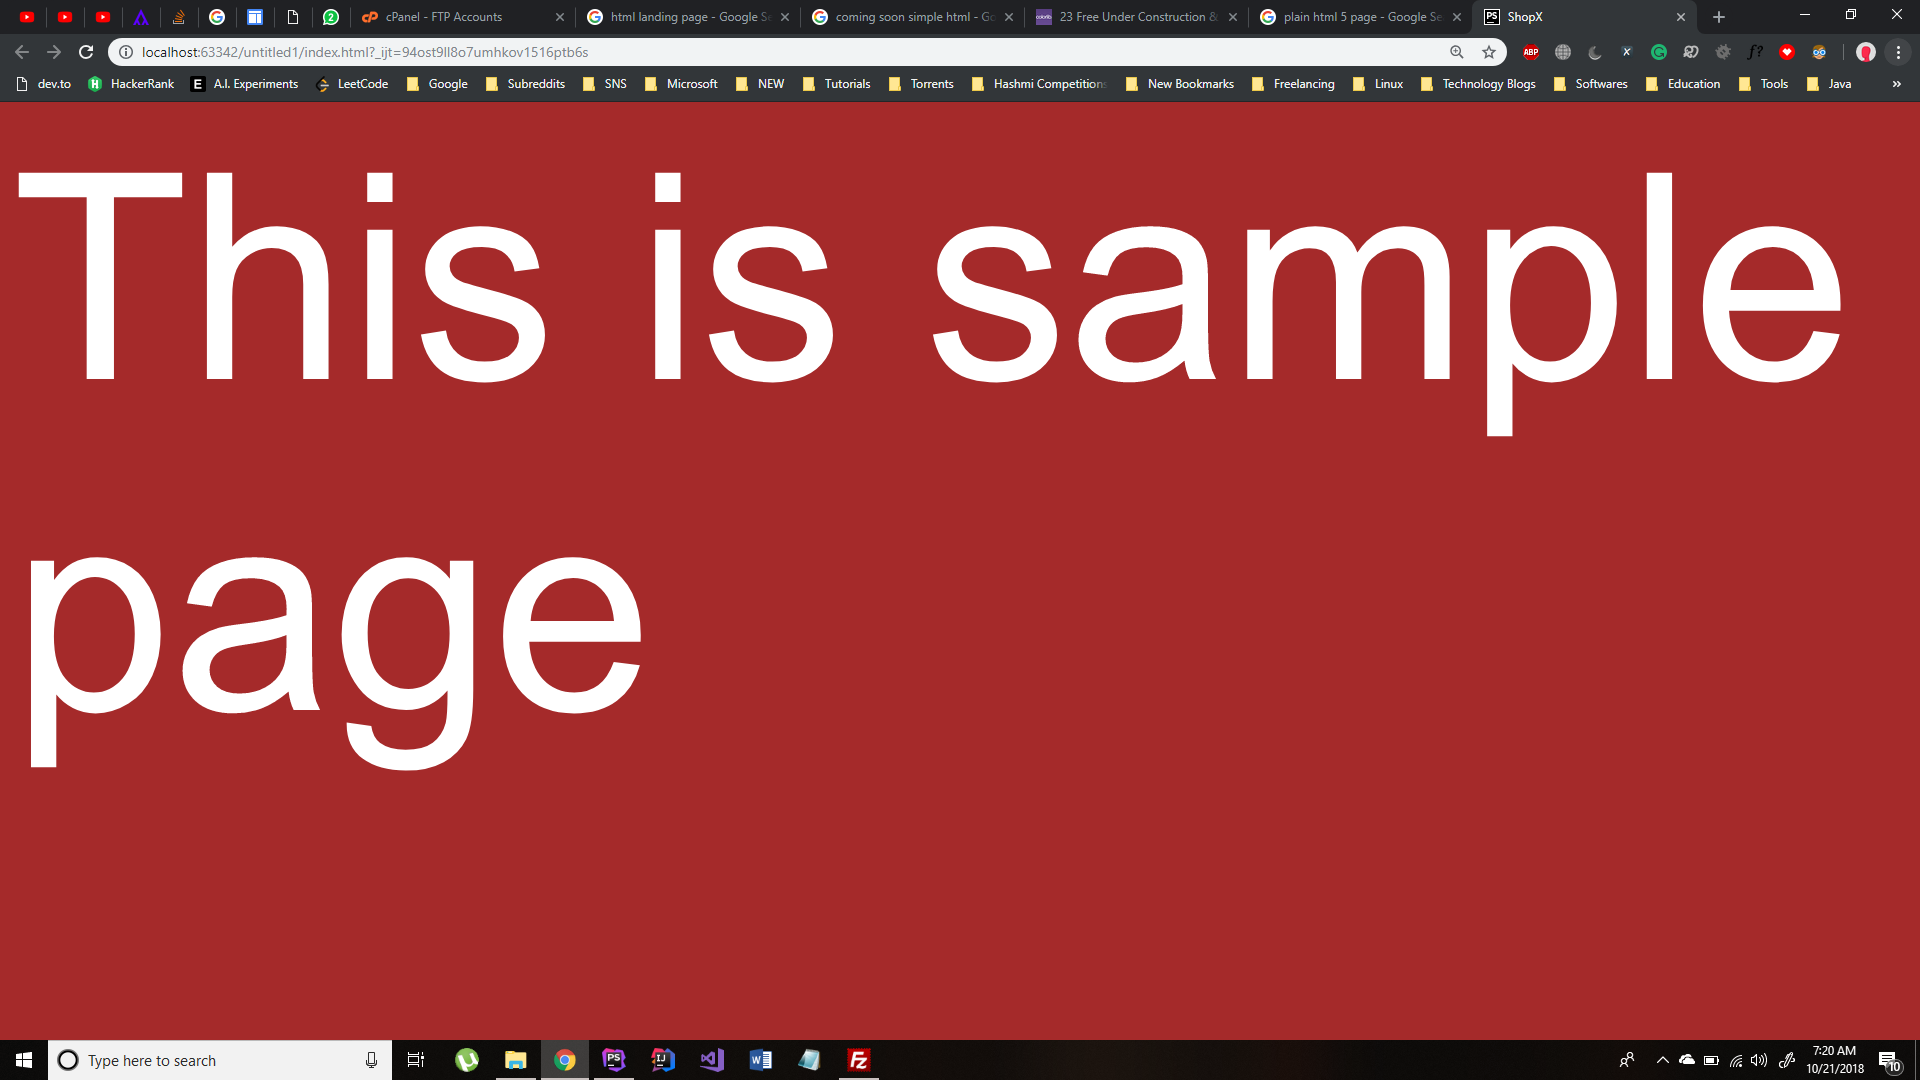 cPanel - FTP Accounts
html landing page - Google Se
coming soon simple html - Go
23 Free Under Construction &
plain html 5 page - Google Se
PS ShopX
localhost:63342/untitled1/index.html?_ijt=94ost9ll8o7umhkov1516ptb6s
dev.to HackerRank A.I. Experiments LeetCode Google Subreddits SNS Microsoft NEW Tutorials Torrents Hashmi Competitions New Bookmarks Freelancing Linux Technology Blogs Softwares Education Tools Java »
This is sample
page
Type here to search
7:20 AM
10/21/2018
10